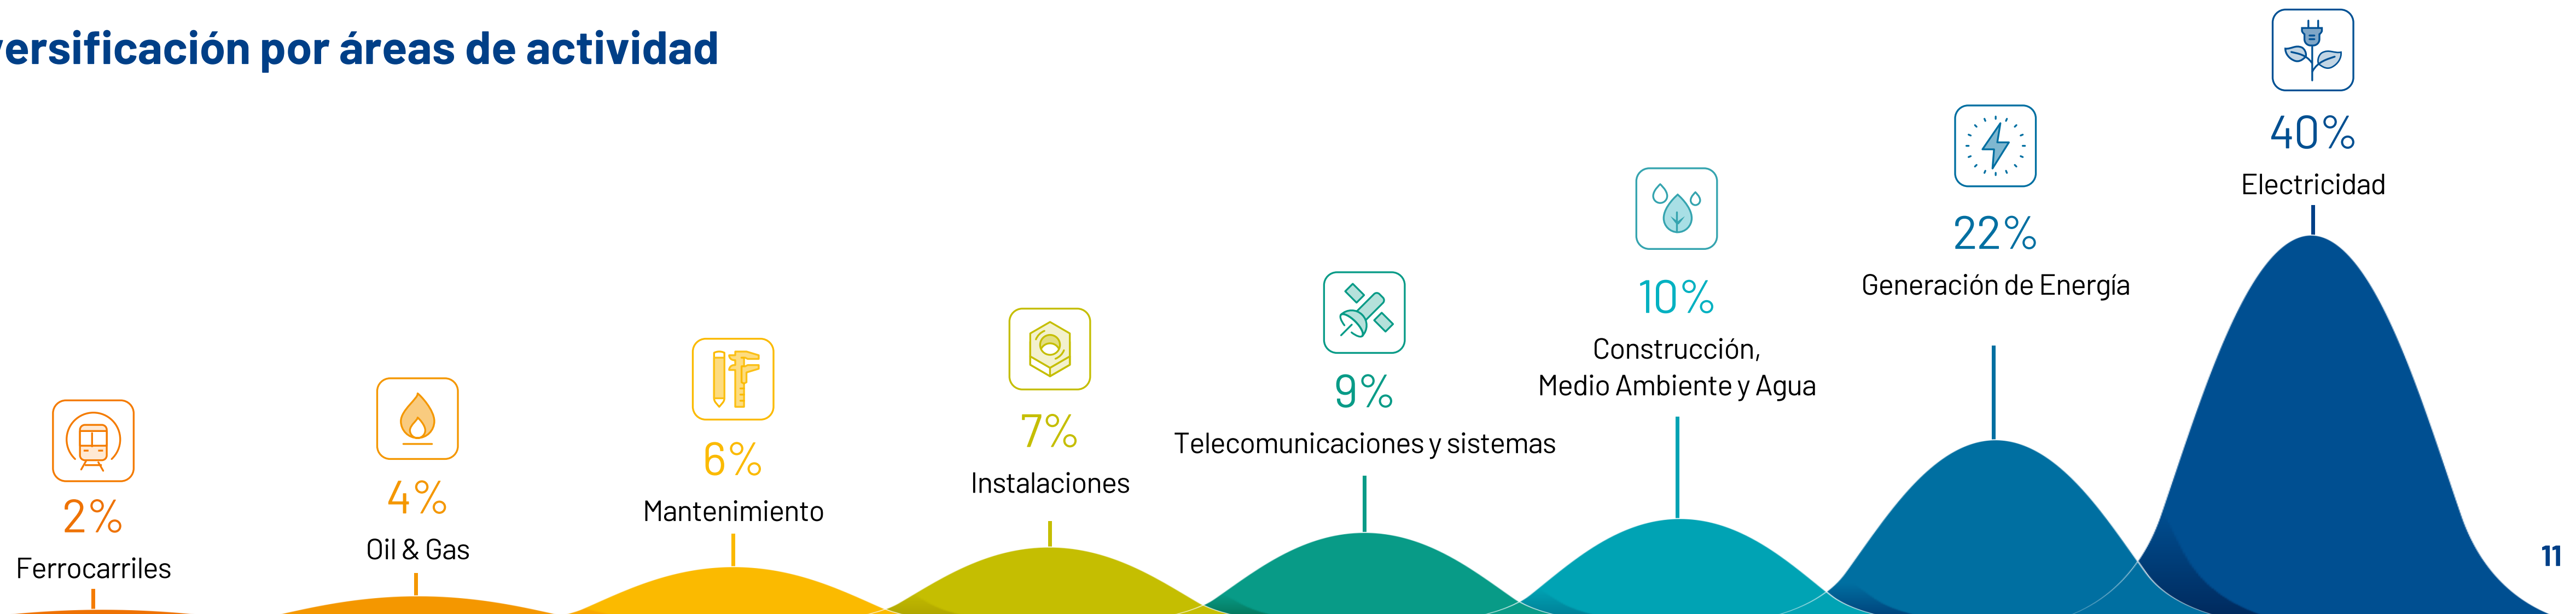 versificación por áreas de actividad
2%
Ferrocarriles
4%
Oil & Gas
6%
Mantenimiento
7%
Instalaciones
9%
Telecomunicaciones y sistemas
10%
Construcción,
Medio Ambiente y Agua
22%
Generación de Energía
40%
Electricidad
11